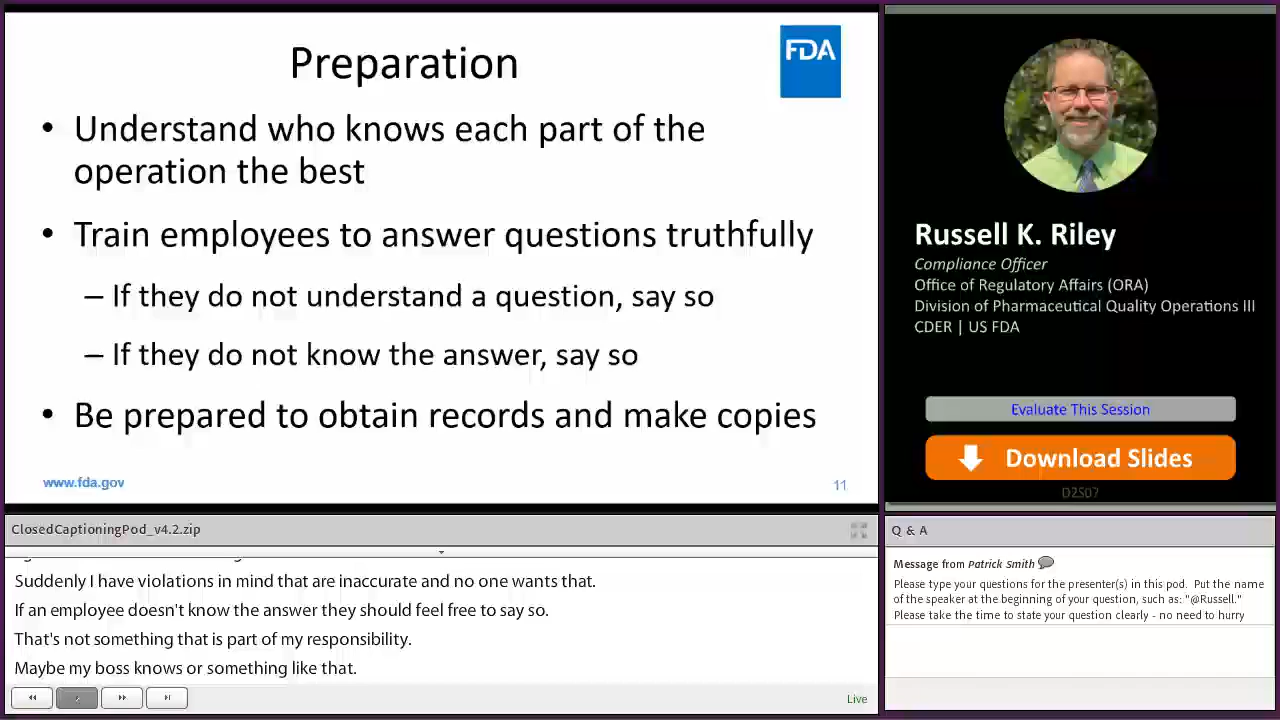 Preparation
FDA
• Understand who knows each part of the
operation the best
• Train employees to answer questions truthfully
– If they do not understand a question, say so
– If they do not know the answer, say so
• Be prepared to obtain records and make copies
www.fda.gov
11
Russell K. Riley
Compliance Officer
Office of Regulatory Affairs (ORA)
Division of Pharmaceutical Quality Operations III
CDER | US FDA
Evaluate This Session
Download Slides
D2S07
ClosedCaptioningPod_v4.2.zip
Suddenly I have violations in mind that are inaccurate and no one wants that.
If an employee doesn't know the answer they should feel free to say so.
That's not something that is part of my responsibility.
Maybe my boss knows or something like that.
Live
Q & A
Message from Patrick Smith
Please type your questions for the presenter(s) in this pod. Put the name
of the speaker at the beginning of your question, such as: "@Russell."
Please take the time to state your question clearly - no need to hurry